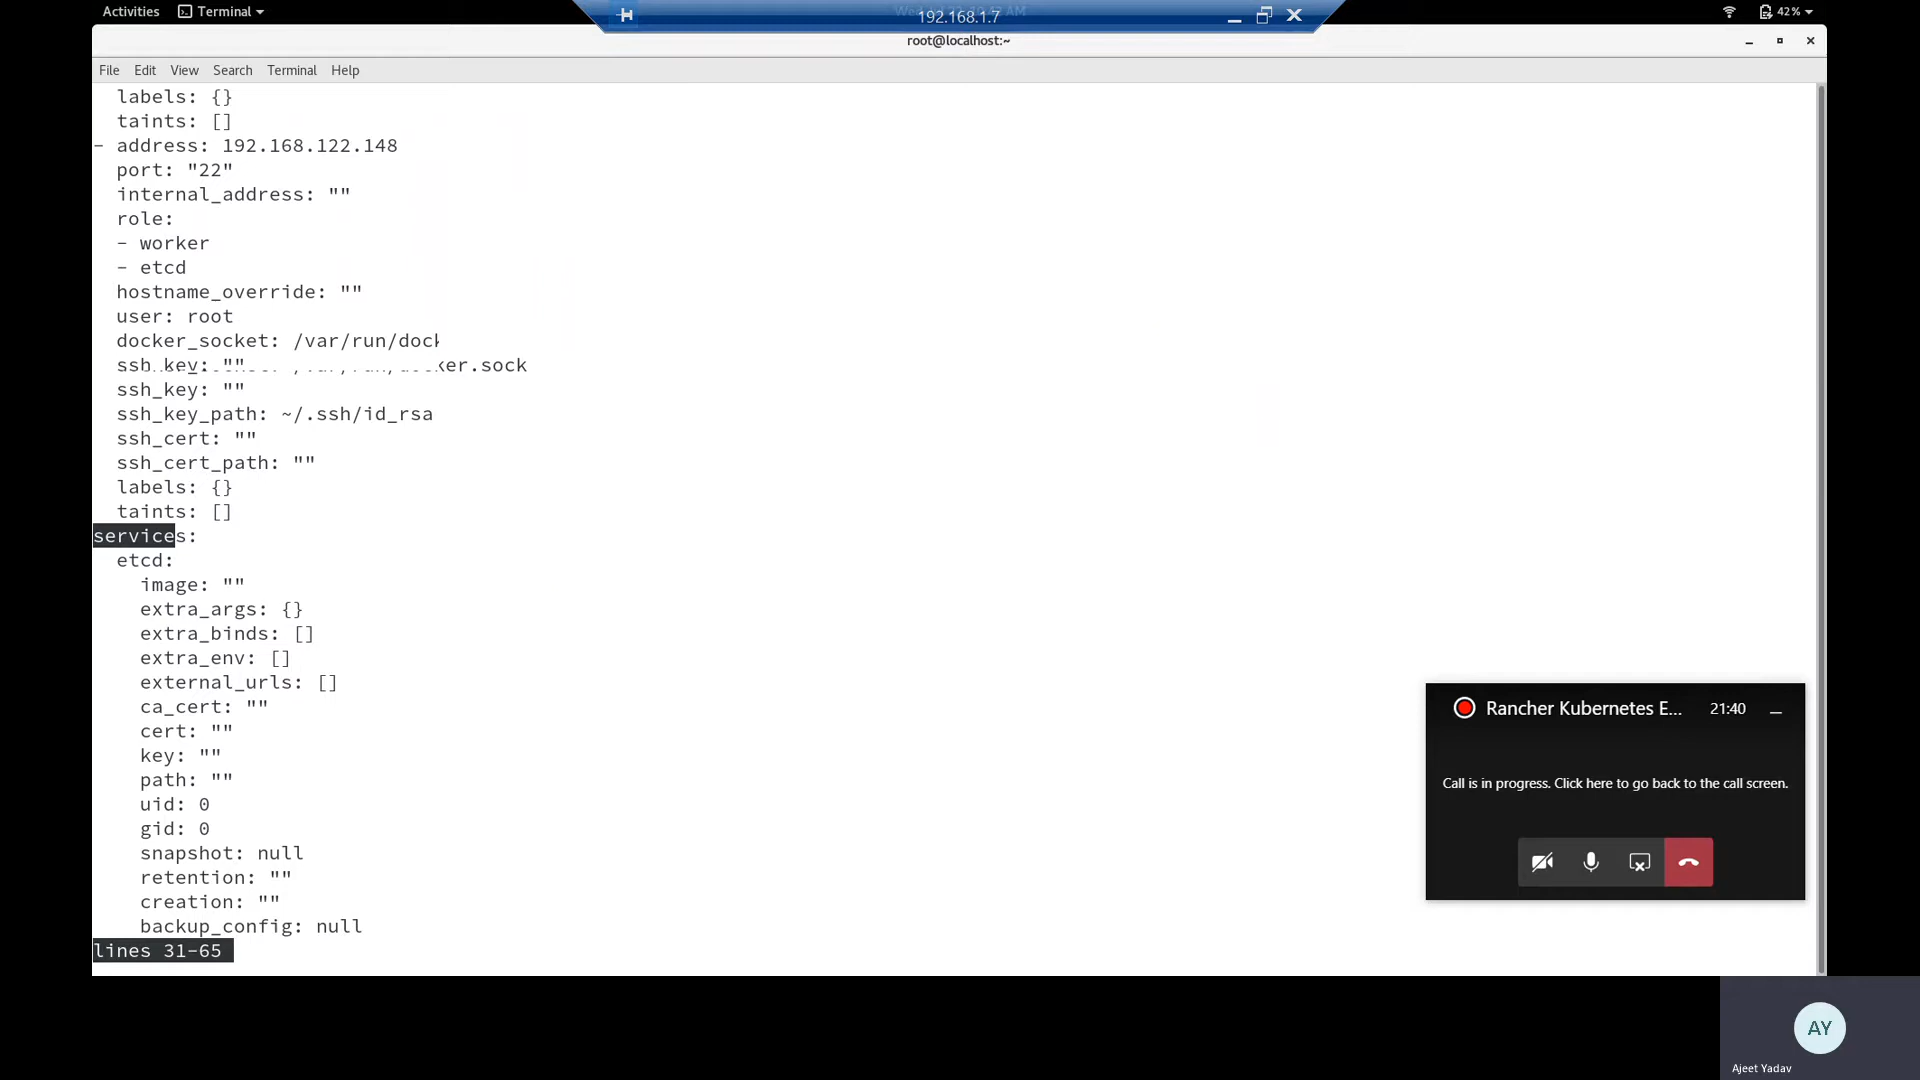 Activities
Terminal
192.168.1.7
42%
root@localhost:~
File Edit View Search Terminal Help
labels: {}
taints: []
- address: 192.168.122.148
port: "22"
internal_address: ""
role:
- worker
- etcd
hostname_override: ""
user: root
docker_socket: /var/run/dock
ssh_key: "" er.sock
ssh_key: ""
ssh_key_path: ~/.ssh/id_rsa
ssh_cert: ""
ssh_cert_path: ""
labels: {}
taints: []
services:
etcd:
image: ""
extra_args: {}
extra_binds: []
extra_env: []
external_urls: []
ca_cert: ""
cert: ""
key: ""
path: ""
uid: 0
gid: 0
snapshot: null
retention: ""
creation: ""
backup_config: null
lines 31-65
Rancher Kubernetes E... 21:40
Call is in progress. Click here to go back to the call screen.
AY
Ajeet Yadav